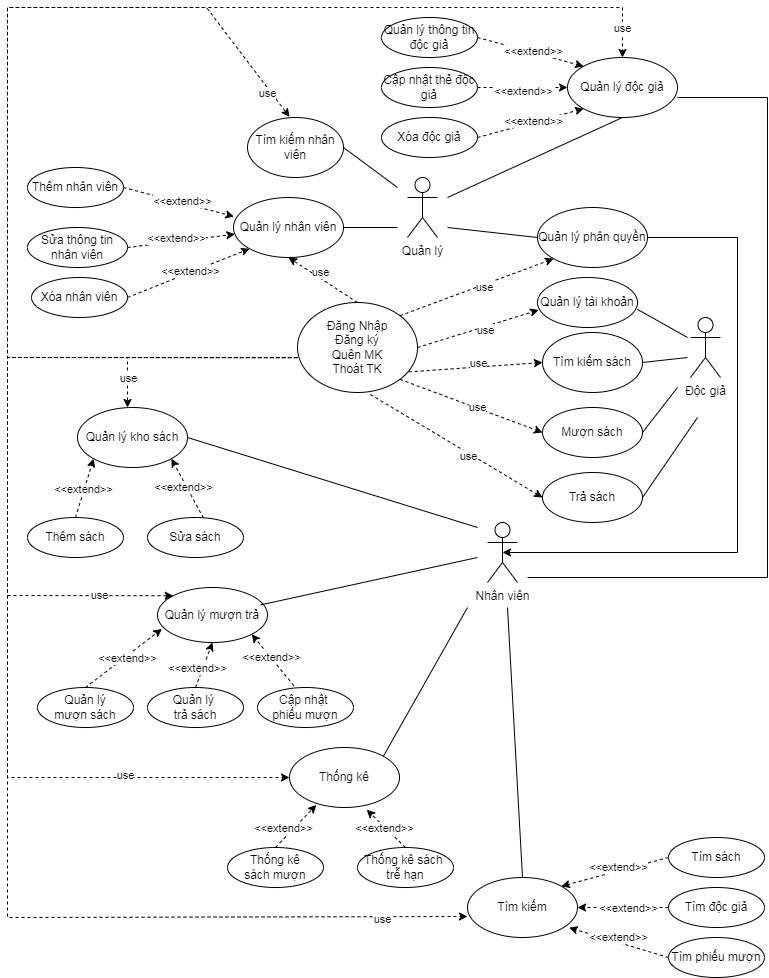 Quản lý thông tin
độc giả
use
<<extend>>
Quản lý độc giả
Cập nhật thẻ độc
giả
<<extend>>
use
<<extend>>
Xóa độc giả
Tìm kiếm nhân
viên
Thêm nhân viên
<<extend>>
Quản lý nhân viên
Quản lý
Quản lý phân quyền
Sửa thông tin
nhân viên
<<extend>>
<<extend>>
use
Xóa nhân viên
use
Quản lý tài khoản
Đăng Nhập
Đăng ký
Quên MK
Thoát TK
use
use
Tìm kiếm sách
use
Độc giả
use
Mượn sách
Quản lý kho sách
use
<<extend>>
<<extend>>
Trả sách
Thêm sách
Sửa sách
use
Nhân viên
Quản lý mượn trả
<<extend>>
<<extend>>
<<extend>>
Quản lý
mượn sách
Quản lý
trả sách
Cập nhật
phiếu mượn
use
Thống kê
<<extend>>
<<extend>>
Thống kê
sách mượn
Thống kê sách
trễ hạn
Tìm sách
<<extend>>
use
Tìm kiếm
<<extend>>
Tìm độc giả
<<extend>>
Tìm phiếu mượn